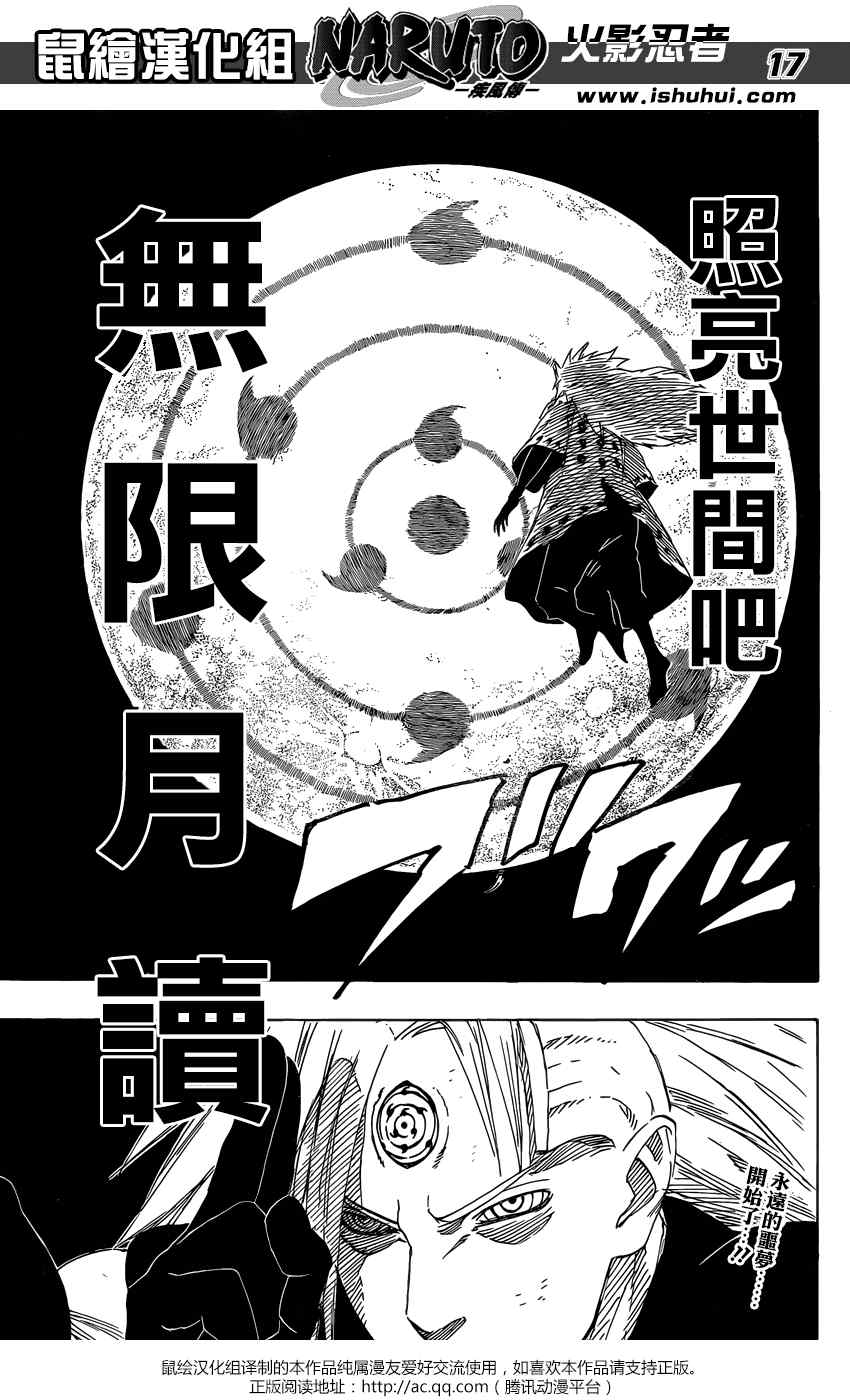 鼠繪漢化組
NARUTO
-疾風傳-
火影忍者
17
www.ishuhui.com
照亮世間吧
無限月讀
ブワッ
永遠的噩夢……
開始了…!!
鼠绘汉化组译制的本作品纯属漫友爱好交流使用，如喜欢本作品请支持正版。
正版阅读地址：http://ac.qq.com（腾讯动漫平台）